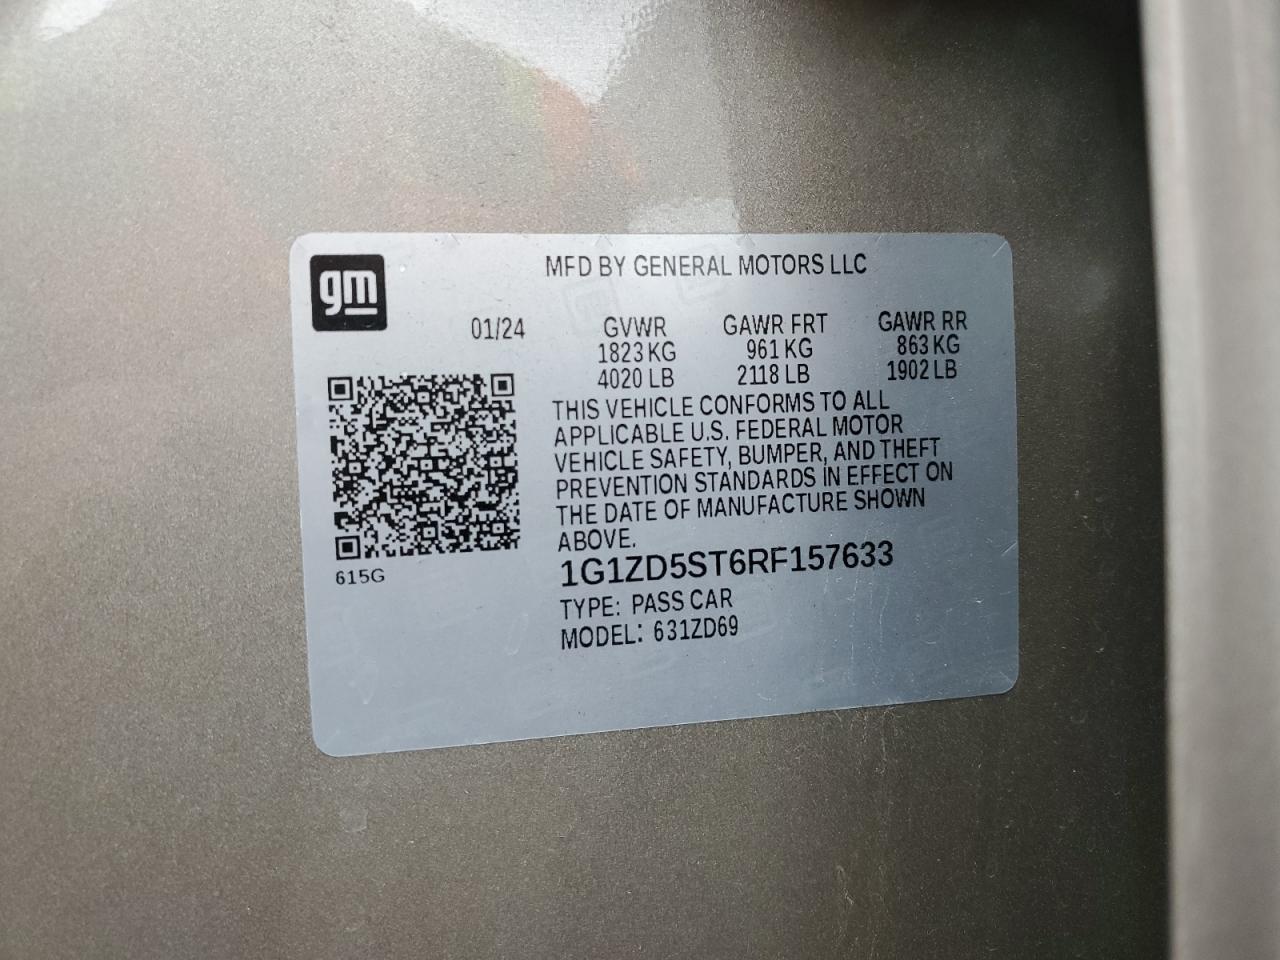 gm
MFD BY GENERAL MOTORS LLC
01/24 GVWR GAWR FRT GAWR RR
1823 KG 961 KG 863 KG
4020 LB 2118 LB 1902 LB
THIS VEHICLE CONFORMS TO ALL
APPLICABLE U.S. FEDERAL MOTOR
VEHICLE SAFETY, BUMPER, AND THEFT
PREVENTION STANDARDS IN EFFECT ON
THE DATE OF MANUFACTURE SHOWN
ABOVE.
615G
1G1ZD5ST6RF157633
TYPE: PASS CAR
MODEL: 631ZD69